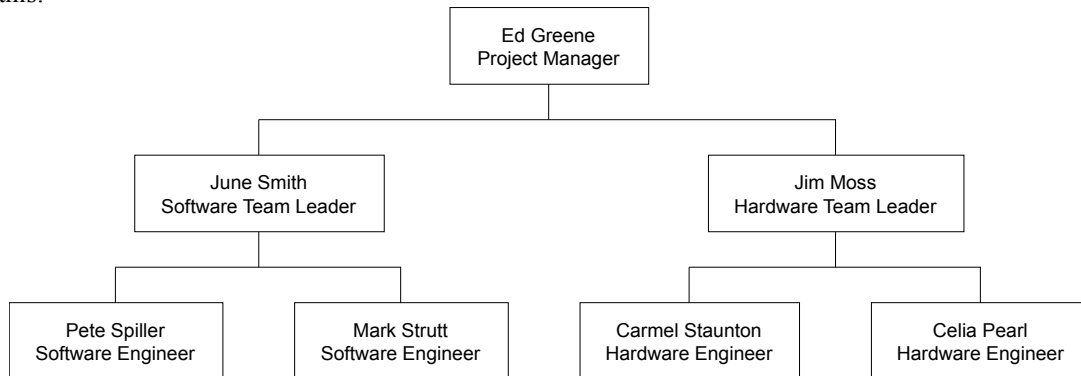 Ed Greene
Project Manager
June Smith
Software Team Leader
Jim Moss
Hardware Team Leader
Pete Spiller
Software Engineer
Mark Strutt
Software Engineer
Carmel Staunton
Hardware Engineer
Celia Pearl
Hardware Engineer